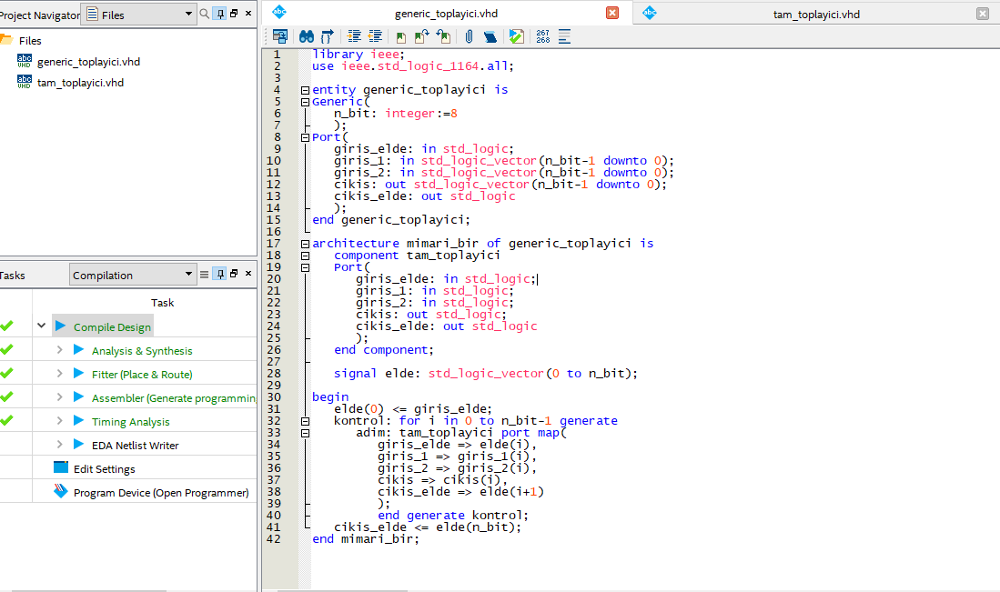 Project Navigator Files
Files
generic_toplayici.vhd
tam_toplayici.vhd
Tasks Compilation
Task
Compile Design
Analysis & Synthesis
Fitter (Place & Route)
Assembler (Generate programmin
Timing Analysis
EDA Netlist Writer
Edit Settings
Program Device (Open Programmer)
generic_toplayici.vhd
tam_toplayici.vhd
267
268
1 library ieee;
2 use ieee.std_logic_1164.all;
3
4 entity generic_toplayici is
5 Generic(
6 n_bit: integer:=8
7 );
8 Port(
9 giris_elde: in std_logic;
10 giris_1: in std_logic_vector(n_bit-1 downto 0);
11 giris_2: in std_logic_vector(n_bit-1 downto 0);
12 cikis: out std_logic_vector(n_bit-1 downto 0);
13 cikis_elde: out std_logic
14 );
15 end generic_toplayici;
16
17 architecture mimari_bir of generic_toplayici is
18 component tam_toplayici
19 Port(
20 giris_elde: in std_logic;
21 giris_1: in std_logic;
22 giris_2: in std_logic;
23 cikis: out std_logic;
24 cikis_elde: out std_logic
25 );
26 end component;
27
28 signal elde: std_logic_vector(0 to n_bit);
29
30 begin
31 elde(0) <= giris_elde;
32 kontrol: for i in 0 to n_bit-1 generate
33 adim: tam_toplayici port map(
34 giris_elde => elde(i),
35 giris_1 => giris_1(i),
36 giris_2 => giris_2(i),
37 cikis => cikis(i),
38 cikis_elde => elde(i+1)
39 );
40 end generate kontrol;
41 cikis_elde <= elde(n_bit);
42 end mimari_bir;